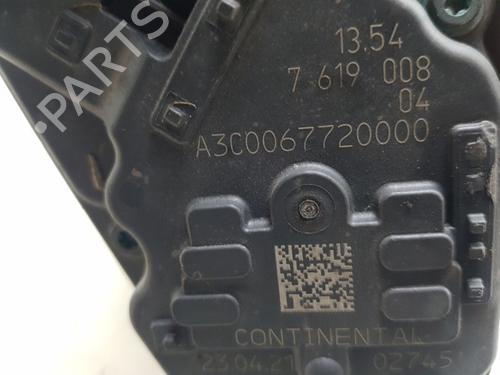 PARTS
13.54
7 619 008
04
A3C0067720000
CONTINENTAL
23.04.21 02745